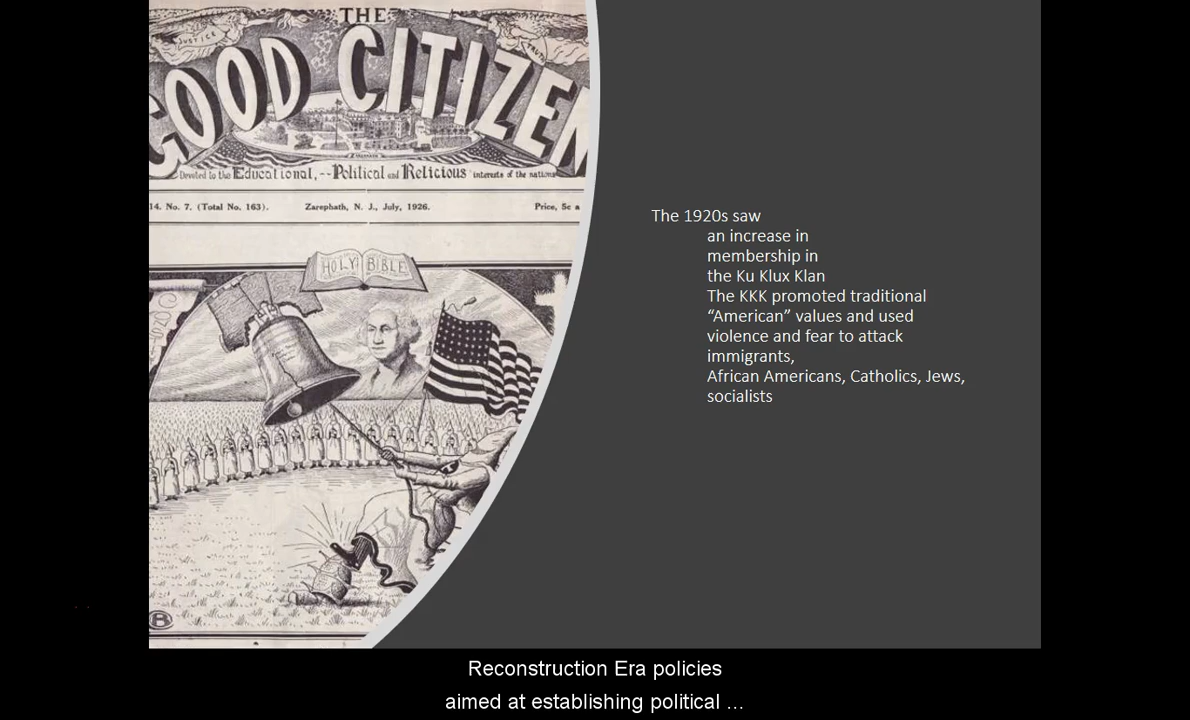 THE
JUSTICE
TRUTH
GOOD CITIZEN
Devoted to the Educational,--Political and Religious interests of the nation
14. No. 7. (Total No. 163). Zarephath, N. J., July, 1926. Price, 5c a
HOLY BIBLE
The 1920s saw
an increase in
membership in
the Ku Klux Klan
The KKK promoted traditional
“American” values and used
violence and fear to attack
immigrants,
African Americans, Catholics, Jews,
socialists
B
Reconstruction Era policies
aimed at establishing political ...